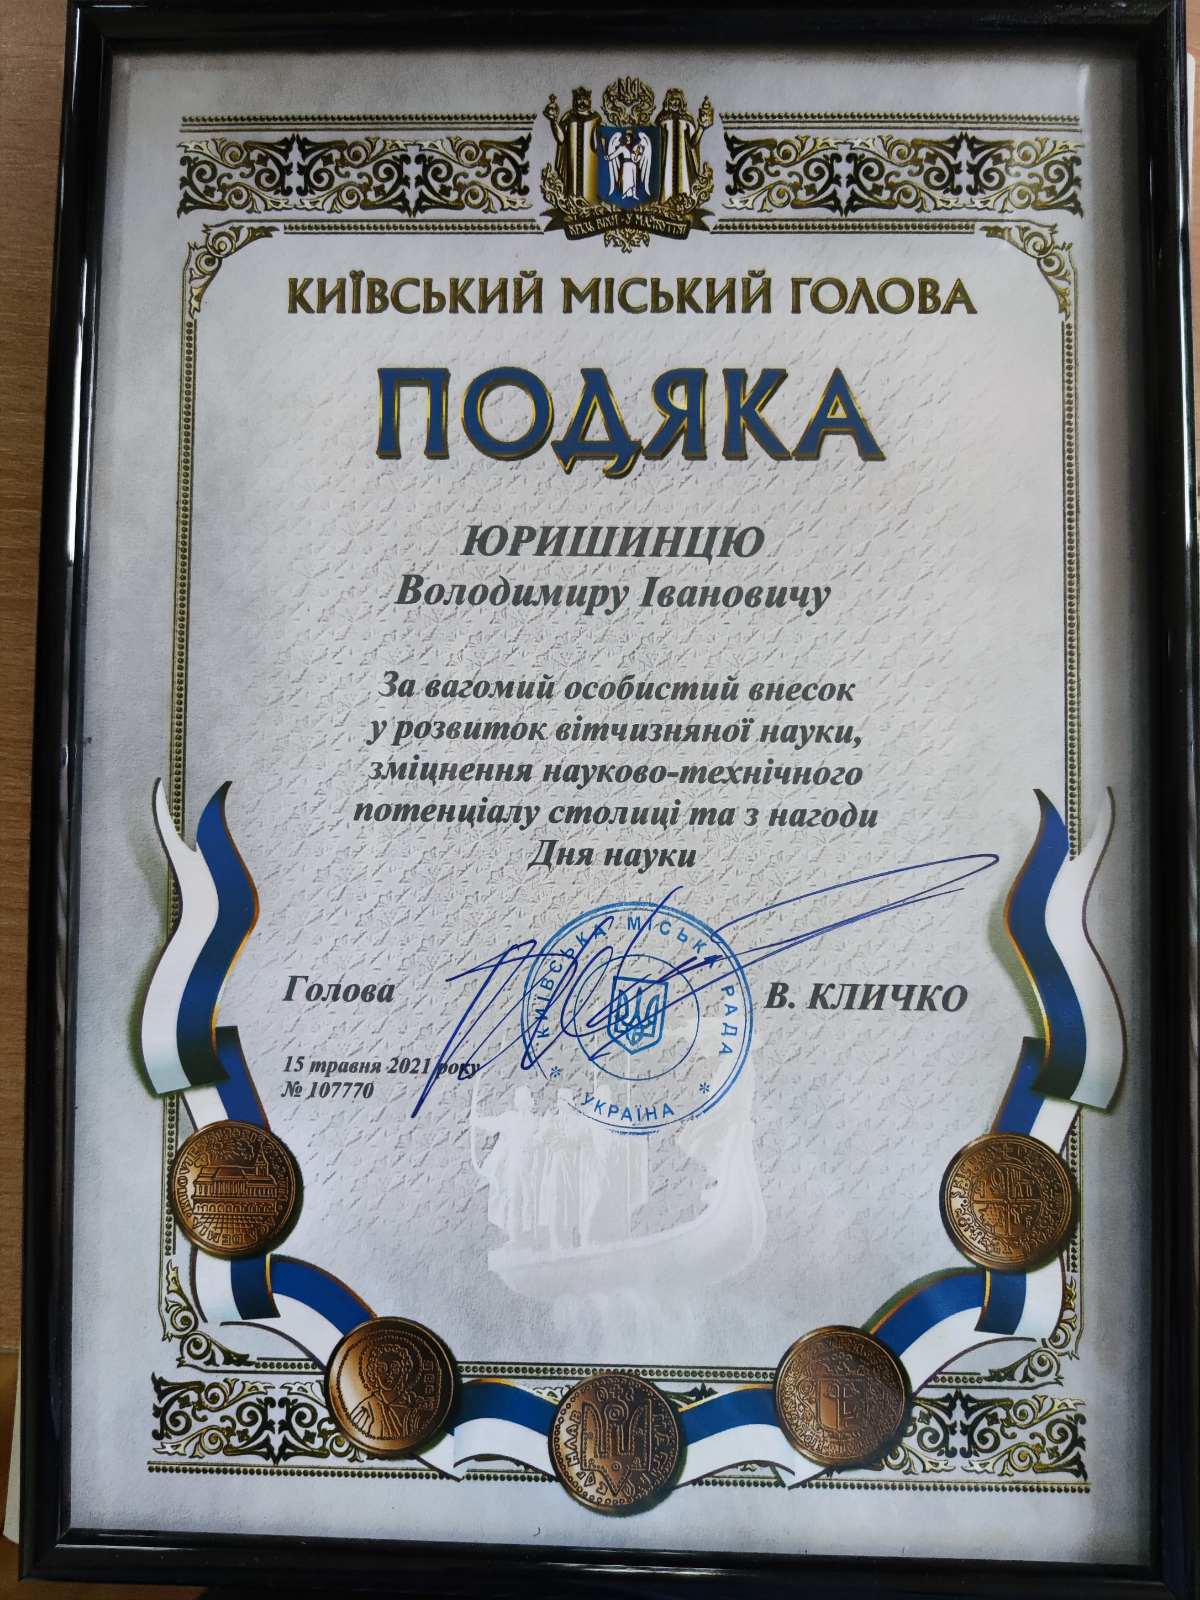 КИЇВСЬКИЙ МІСЬКИЙ ГОЛОВА
ПОДЯКА
ЮРИШИНЦЮ
Володимиру Івановичу
За вагомий особистий внесок
у розвиток вітчизняної науки,
зміцнення науково-технічного
потенціалу столиці та з нагоди
Дня науки
Голова
В. КЛИЧКО
КИЇВСЬКА МІСЬКА РАДА
* УКРАЇНА *
15 травня 2021 року
№ 107770